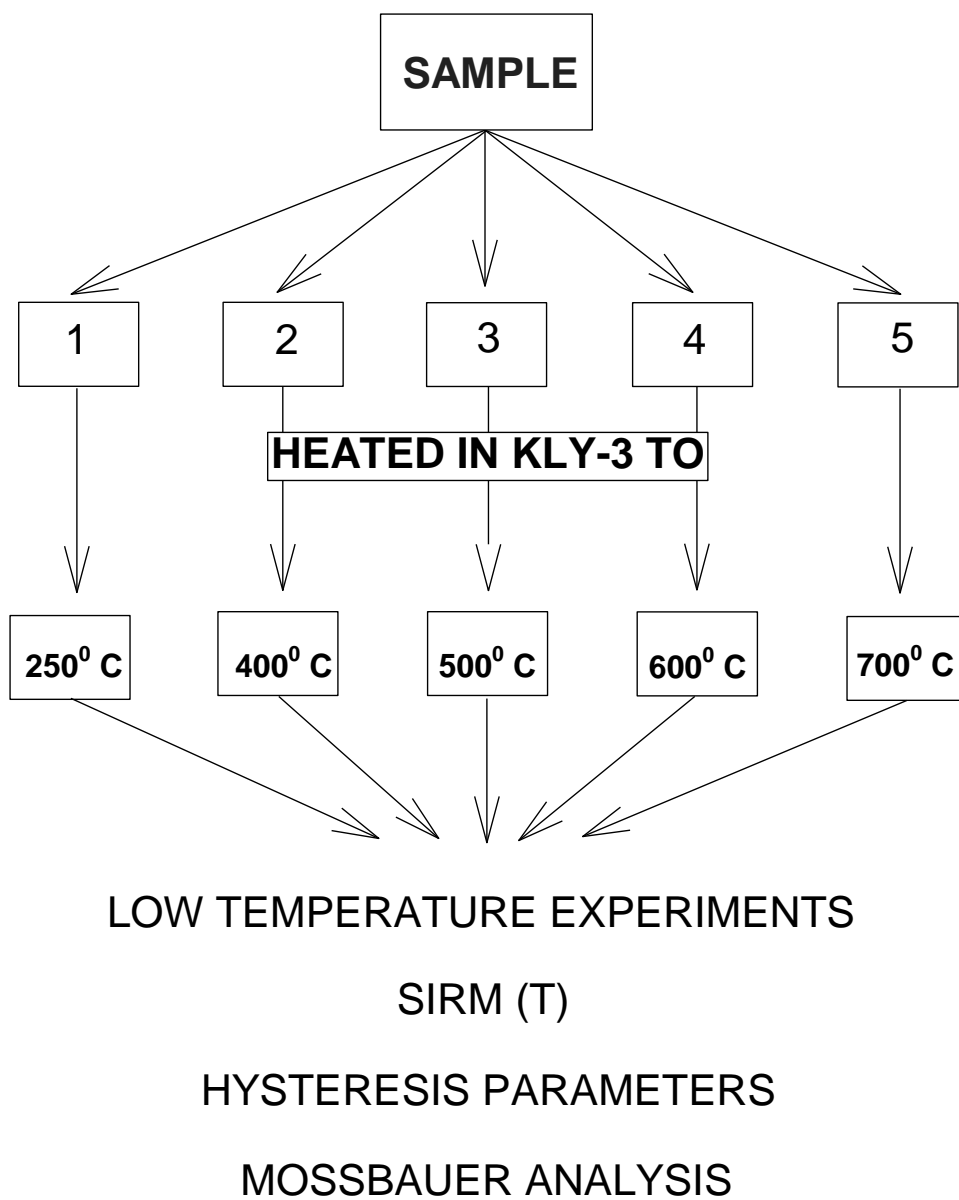 SAMPLE
1 2 3 4 5
HEATED IN KLY-3 TO
250⁰ C 400⁰ C 500⁰ C 600⁰ C 700⁰ C
LOW TEMPERATURE EXPERIMENTS
SIRM (T)
HYSTERESIS PARAMETERS
MOSSBAUER ANALYSIS